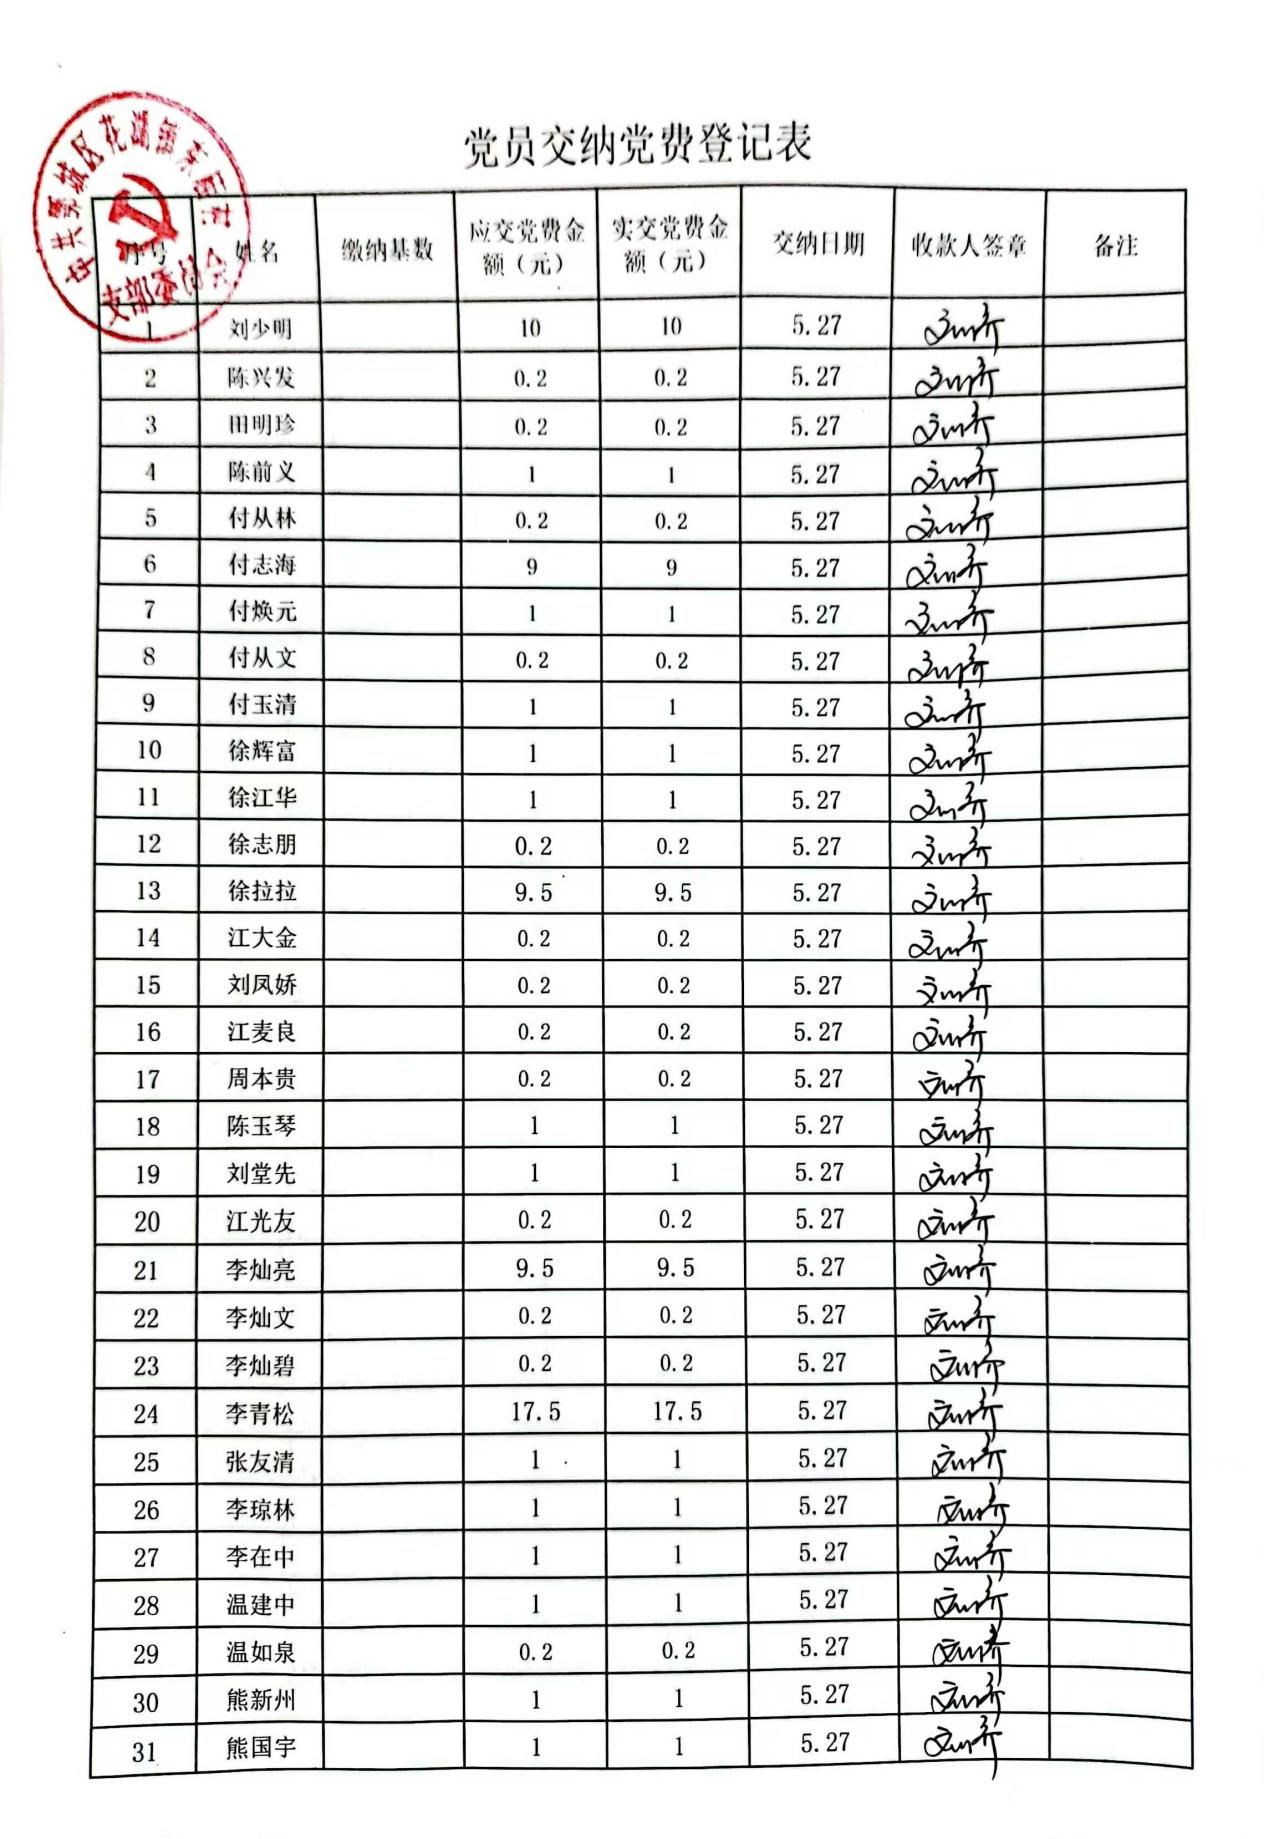 党员交纳党费登记表
序号 姓名 缴纳基数 应交党费金额（元） 实交党费金额（元） 交纳日期 收款人签章 备注
1 刘少明 10 10 5.27
2 陈兴发 0.2 0.2 5.27
3 田明珍 0.2 0.2 5.27
4 陈前义 1 1 5.27
5 付从林 0.2 0.2 5.27
6 付志海 9 9 5.27
7 付焕元 1 1 5.27
8 付从文 0.2 0.2 5.27
9 付玉清 1 1 5.27
10 徐辉富 1 1 5.27
11 徐江华 1 1 5.27
12 徐志朋 0.2 0.2 5.27
13 徐拉拉 9.5 9.5 5.27
14 江大金 0.2 0.2 5.27
15 刘凤娇 0.2 0.2 5.27
16 江麦良 0.2 0.2 5.27
17 周本贵 0.2 0.2 5.27
18 陈玉琴 1 1 5.27
19 刘堂先 1 1 5.27
20 江光友 0.2 0.2 5.27
21 李灿亮 9.5 9.5 5.27
22 李灿文 0.2 0.2 5.27
23 李灿碧 0.2 0.2 5.27
24 李青松 17.5 17.5 5.27
25 张友清 1 1 5.27
26 李琼林 1 1 5.27
27 李在中 1 1 5.27
28 温建中 1 1 5.27
29 温如泉 0.2 0.2 5.27
30 熊新州 1 1 5.27
31 熊国宇 1 1 5.27